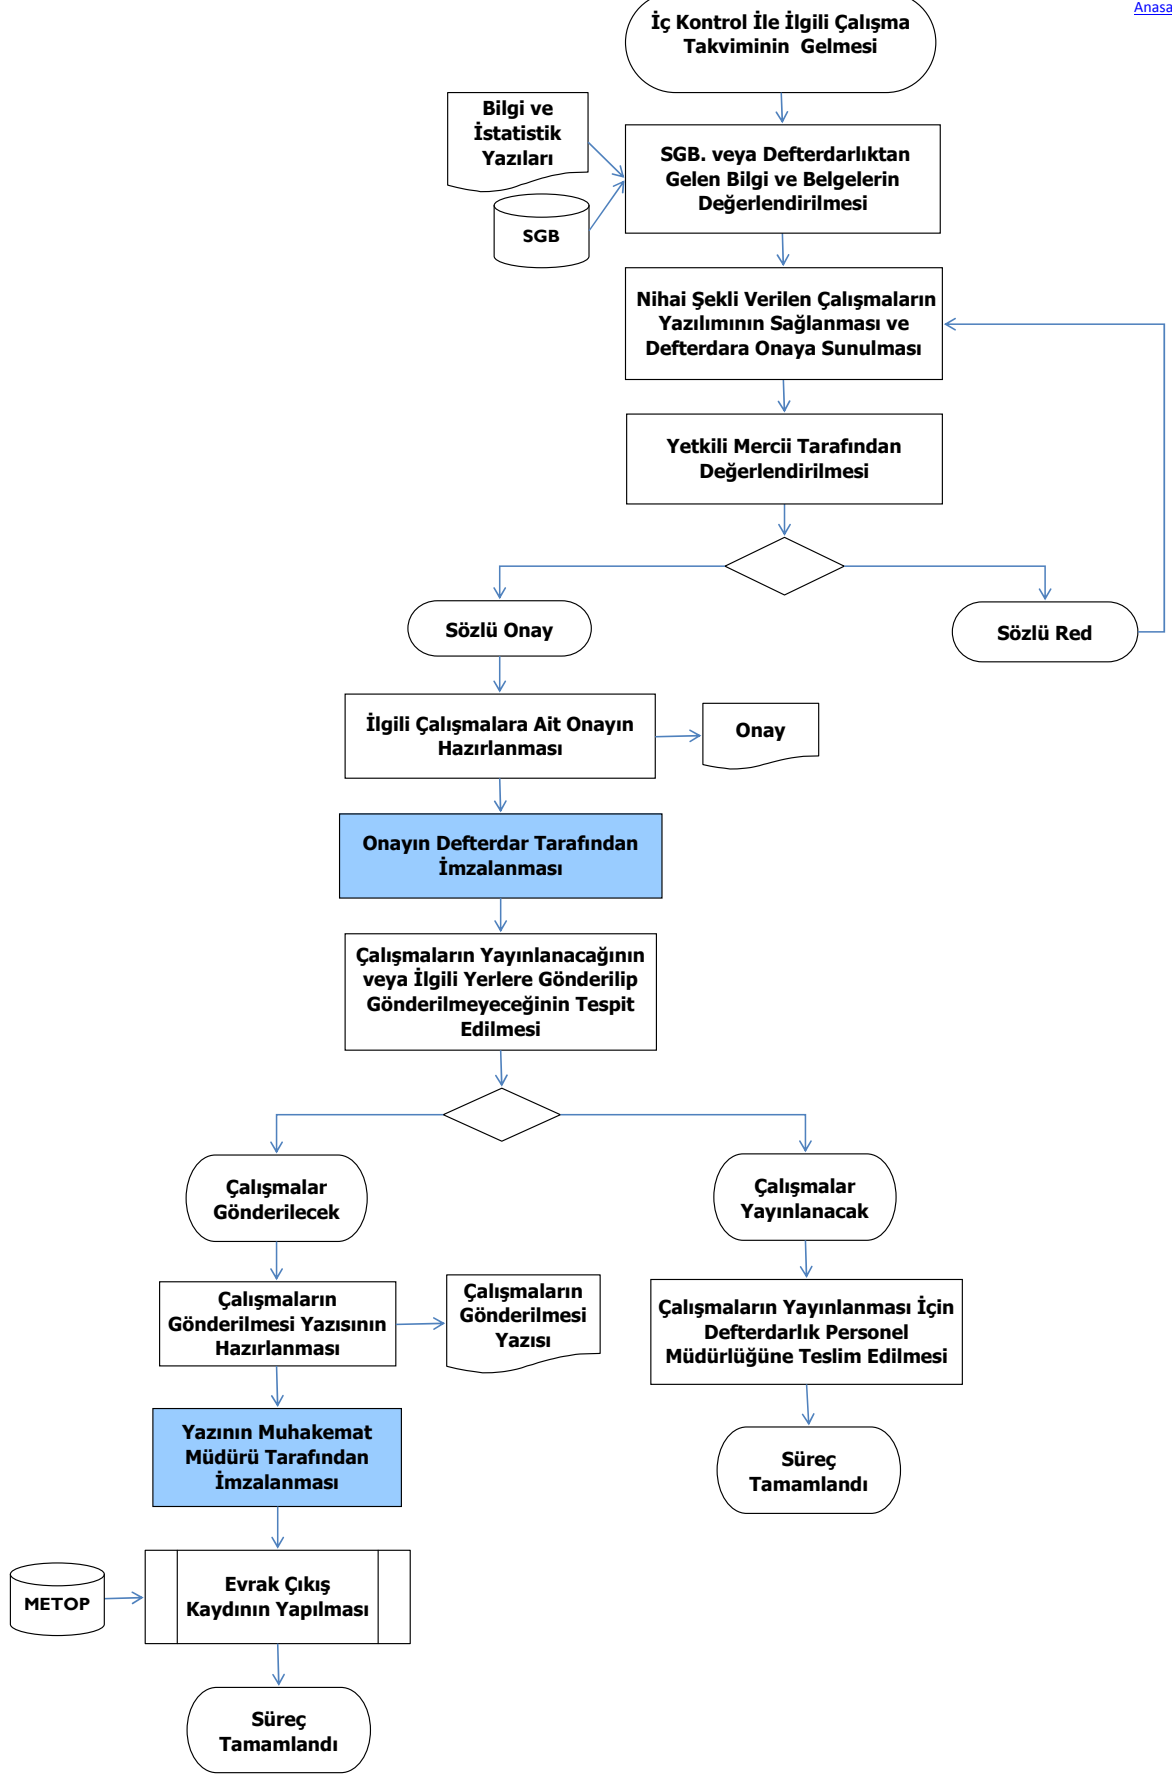 Anasa
İç Kontrol İle İlgili Çalışma
Takviminin Gelmesi
Bilgi ve
İstatistik
Yazıları
SGB. veya Defterdarlıktan
Gelen Bilgi ve Belgelerin
Değerlendirilmesi
SGB
Nihai Şekli Verilen Çalışmaların
Yazılımının Sağlanması ve
Defterdara Onaya Sunulması
Yetkili Mercii Tarafından
Değerlendirilmesi
Sözlü Onay
Sözlü Red
İlgili Çalışmalara Ait Onayın
Hazırlanması
Onay
Onayın Defterdar Tarafından
İmzalanması
Çalışmaların Yayınlanacağının
veya İlgili Yerlere Gönderilip
Gönderilmeyeceğinin Tespit
Edilmesi
Çalışmalar
Gönderilecek
Çalışmalar
Yayınlanacak
Çalışmaların
Gönderilmesi Yazısının
Hazırlanması
Çalışmaların
Gönderilmesi
Yazısı
Çalışmaların Yayınlanması İçin
Defterdarlık Personel
Müdürlüğüne Teslim Edilmesi
Yazının Muhakemat
Müdürü Tarafından
İmzalanması
Süreç
Tamamlandı
METOP
Evrak Çıkış
Kaydının Yapılması
Süreç
Tamamlandı